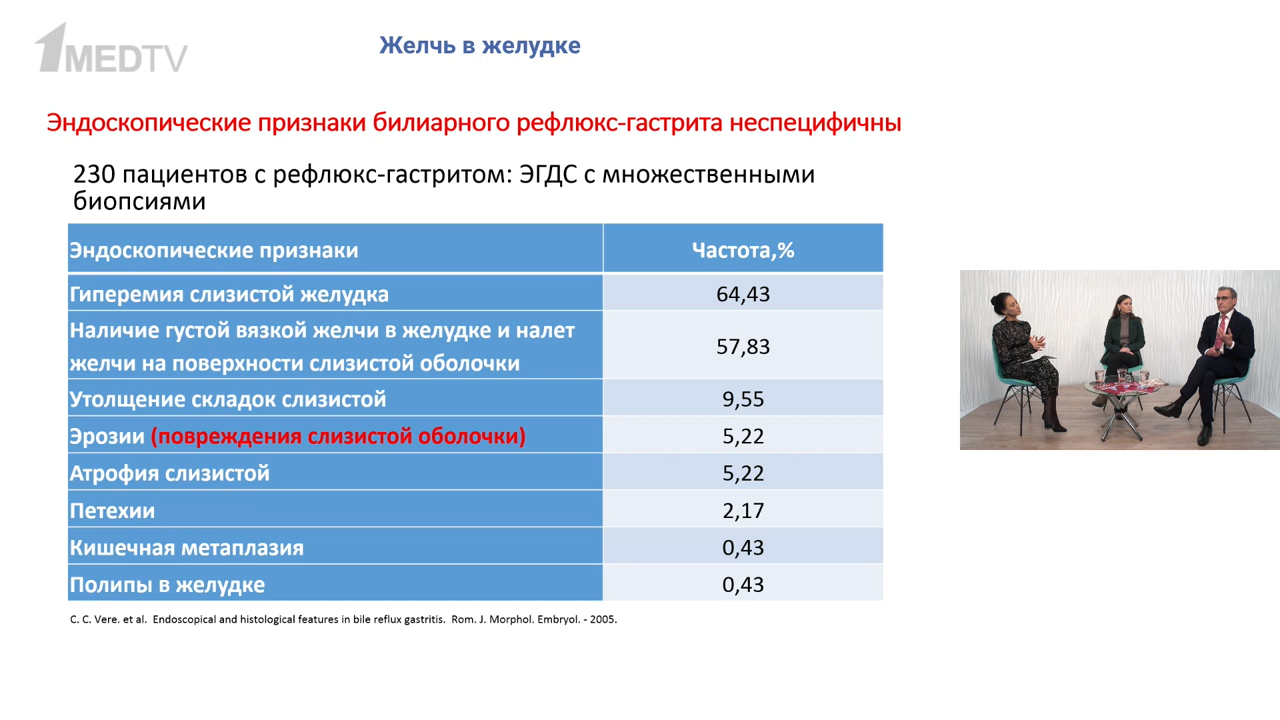 1MEDTV
Желчь в желудке
Эндоскопические признаки билиарного рефлюкс-гастрита неспецифичны
230 пациентов с рефлюкс-гастритом: ЭГДС с множественными
биопсиями
Эндоскопические признаки Частота,%
Гиперемия слизистой желудка 64,43
Наличие густой вязкой желчи в желудке и налет
желчи на поверхности слизистой оболочки 57,83
Утолщение складок слизистой 9,55
Эрозии (повреждения слизистой оболочки) 5,22
Атрофия слизистой 5,22
Петехии 2,17
Кишечная метаплазия 0,43
Полипы в желудке 0,43
C. C. Vere. et al. Endoscopical and histological features in bile reflux gastritis. Rom. J. Morphol. Embryol. - 2005.